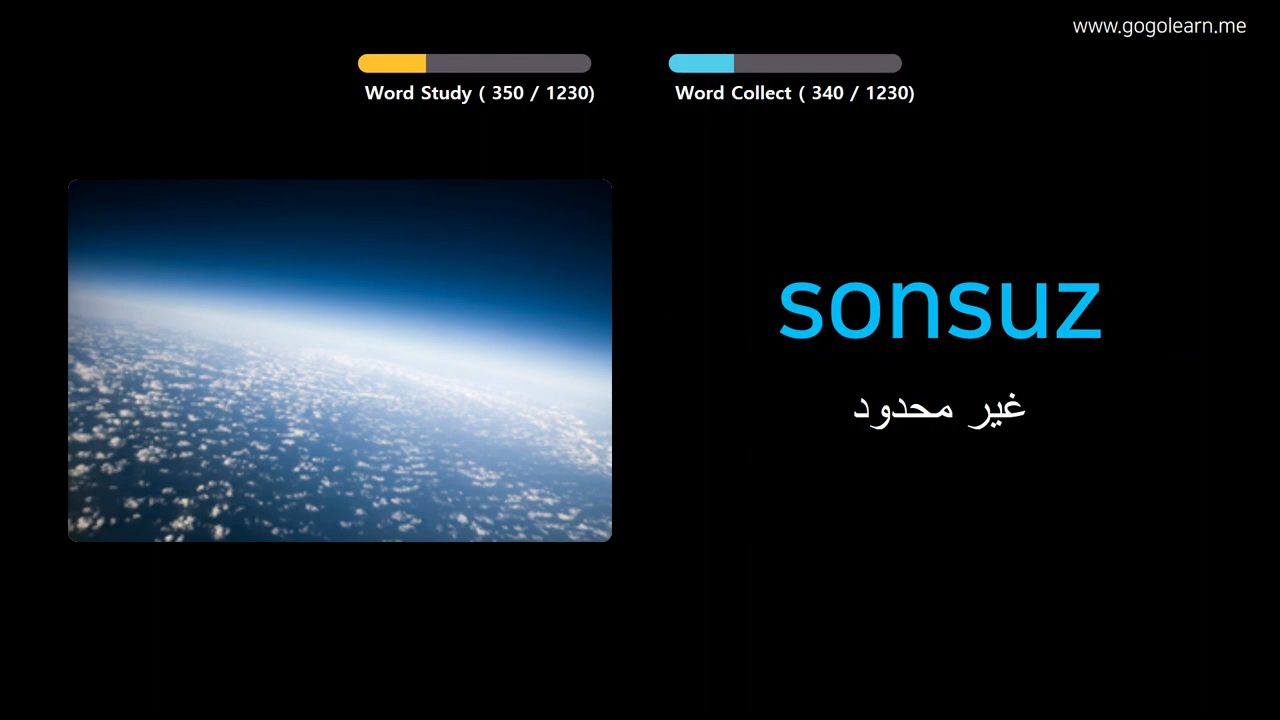 www.gogolearn.me
Word Study ( 350 / 1230)
Word Collect ( 340 / 1230)
sonsuz
غير محدود